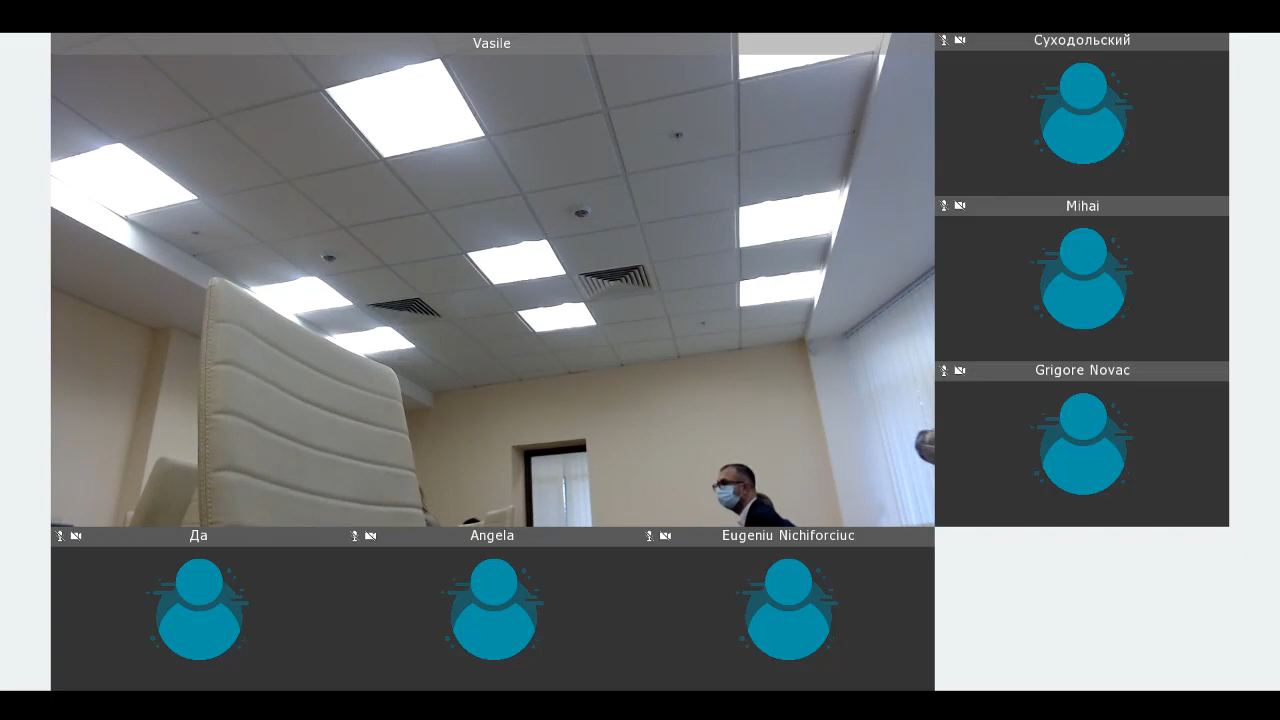 Vasile
Суходольский
Mihai
Grigore Novac
Да
Angela
Eugeniu Nichiforciuc